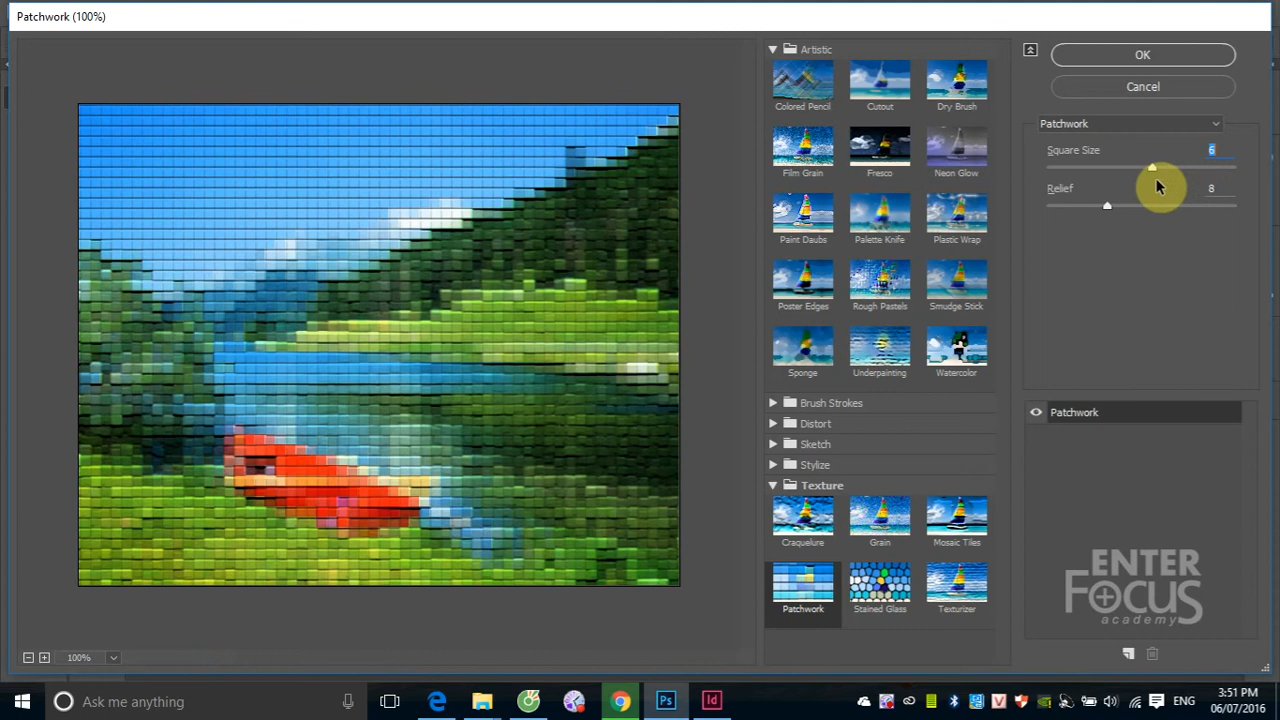 Patchwork (100%)
Artistic
Colored Pencil
Cutout
Dry Brush
Film Grain
Fresco
Neon Glow
Paint Daubs
Palette Knife
Plastic Wrap
Poster Edges
Rough Pastels
Smudge Stick
Sponge
Underpainting
Watercolor
Brush Strokes
Distort
Sketch
Stylize
Texture
Craquelure
Grain
Mosaic Tiles
Patchwork
Stained Glass
Texturizer
OK
Cancel
Patchwork
Square Size 6
Relief 8
Patchwork
ENTER
FOCUS
academy
100%
Ask me anything
Ps
Id
ENG
3:51 PM
06/07/2016